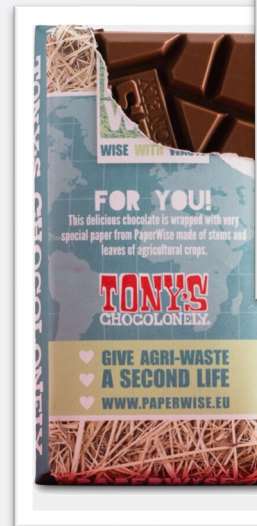 TONY'S CHOCOLONELY
WISE WITH WASTE
FOR YOU!
This delicious chocolate is wrapped with very
special paper from PaperWise made of stems and
leaves of agricultural crops.
TONY'S
CHOCOLONELY.
GIVE AGRI-WASTE
A SECOND LIFE
WWW.PAPERWISE.EU